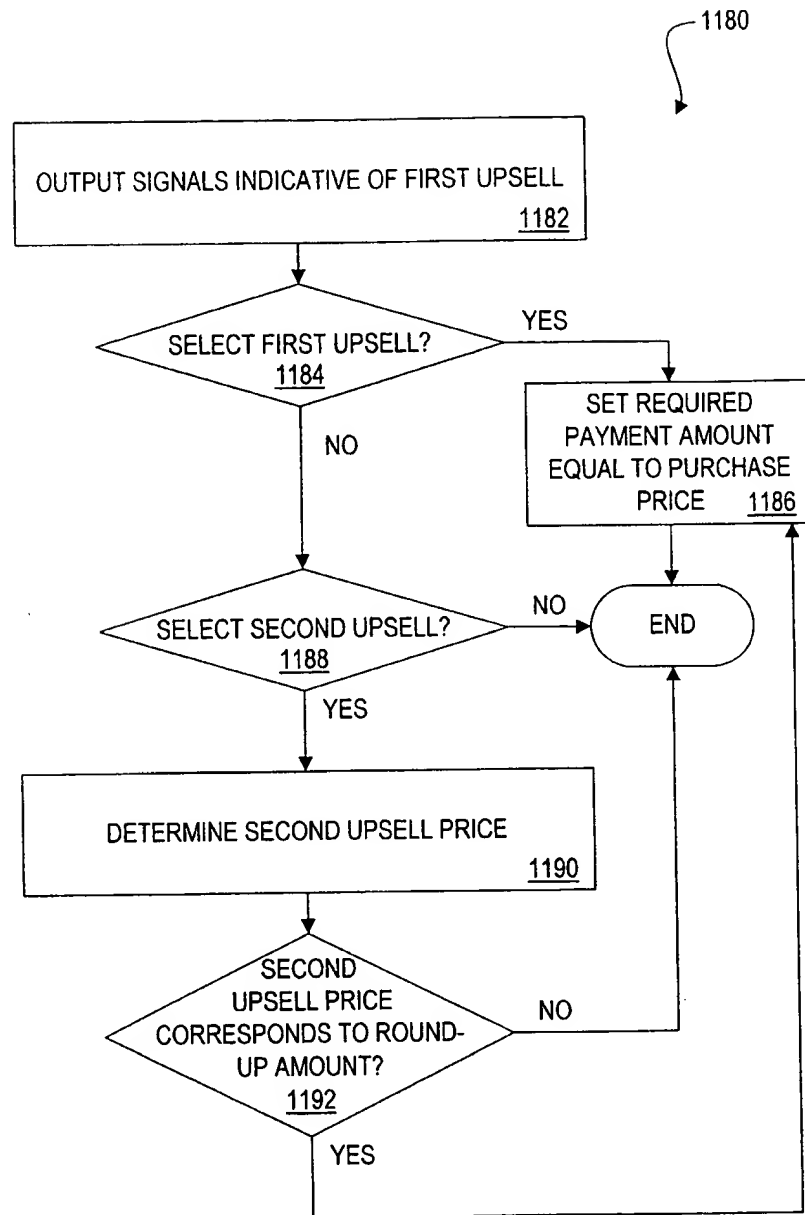 1180
OUTPUT SIGNALS INDICATIVE OF FIRST UPSELL
1182
SELECT FIRST UPSELL?
1184
YES
NO
SET REQUIRED
PAYMENT AMOUNT
EQUAL TO PURCHASE
PRICE 1186
SELECT SECOND UPSELL?
1188
NO
END
YES
DETERMINE SECOND UPSELL PRICE
1190
SECOND
UPSELL PRICE
CORRESPONDS TO ROUND-
UP AMOUNT?
1192
NO
YES